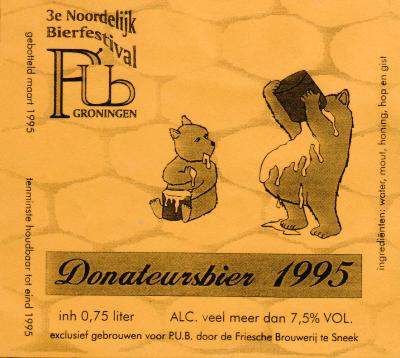 3e Noordelijk
Bierfestival
PUb
GRONINGEN
gebotteld maart 1995
tenminste houdbaar tot eind 1995
ingrediënten: water, mout, honing, hop en gist
Donateursbier 1995
inh 0,75 liter ALC. veel meer dan 7,5% VOL.
exclusief gebrouwen voor P.U.B. door de Friesche Brouwerij te Sneek